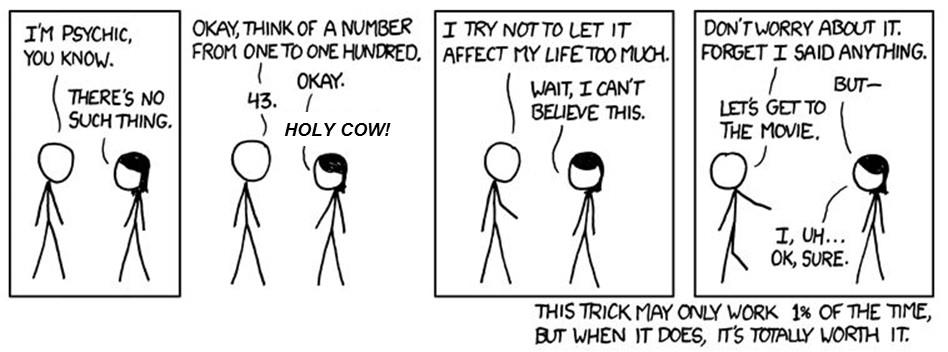 I'M PSYCHIC,
YOU KNOW.
THERE'S NO
SUCH THING.
OKAY, THINK OF A NUMBER
FROM ONE TO ONE HUNDRED.
OKAY.
43.
HOLY COW!
I TRY NOT TO LET IT
AFFECT MY LIFE TOO MUCH.
WAIT, I CAN'T
BELIEVE THIS.
DON'T WORRY ABOUT IT.
FORGET I SAID ANYTHING.
BUT—
LET'S GET TO
THE MOVIE.
I, UH...
OK, SURE.
THIS TRICK MAY ONLY WORK 1% OF THE TIME,
BUT WHEN IT DOES, IT'S TOTALLY WORTH IT.